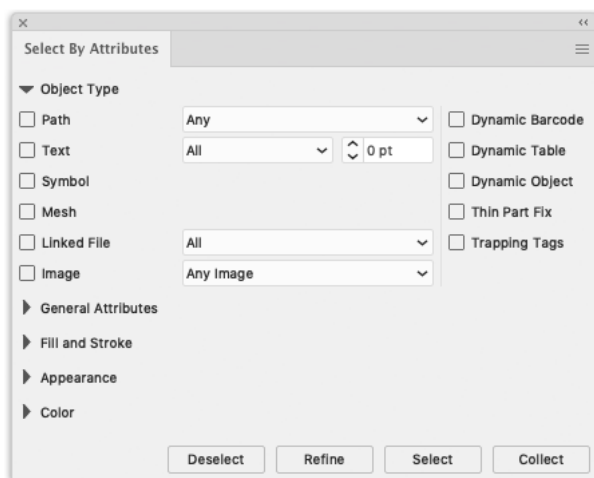 Select By Attributes
Object Type
Path Any Dynamic Barcode
Text All 0 pt Dynamic Table
Symbol Dynamic Object
Mesh Thin Part Fix
Linked File All Trapping Tags
Image Any Image
General Attributes
Fill and Stroke
Appearance
Color
Deselect Refine Select Collect